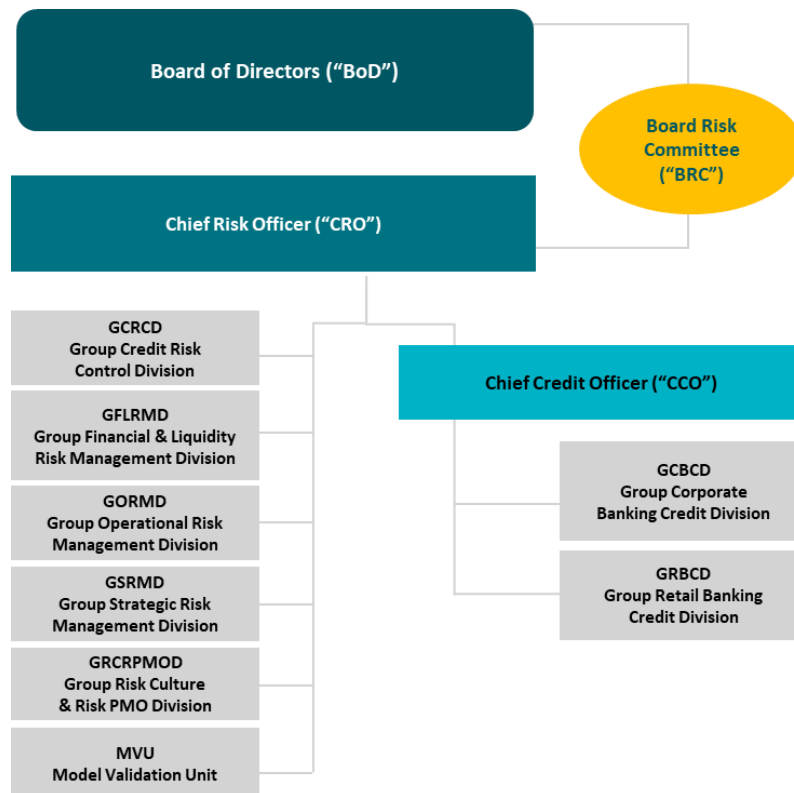 Board of Directors (“BoD”)
Board Risk
Committee
(“BRC”)
Chief Risk Officer (“CRO”)
GCRCD
Group Credit Risk
Control Division
GFLRMD
Group Financial & Liquidity
Risk Management Division
GORMD
Group Operational Risk
Management Division
GSRMD
Group Strategic Risk
Management Division
GRCRPMOD
Group Risk Culture
& Risk PMO Division
MVU
Model Validation Unit
Chief Credit Officer (“CCO”)
GCBCD
Group Corporate
Banking Credit Division
GRBCD
Group Retail Banking
Credit Division